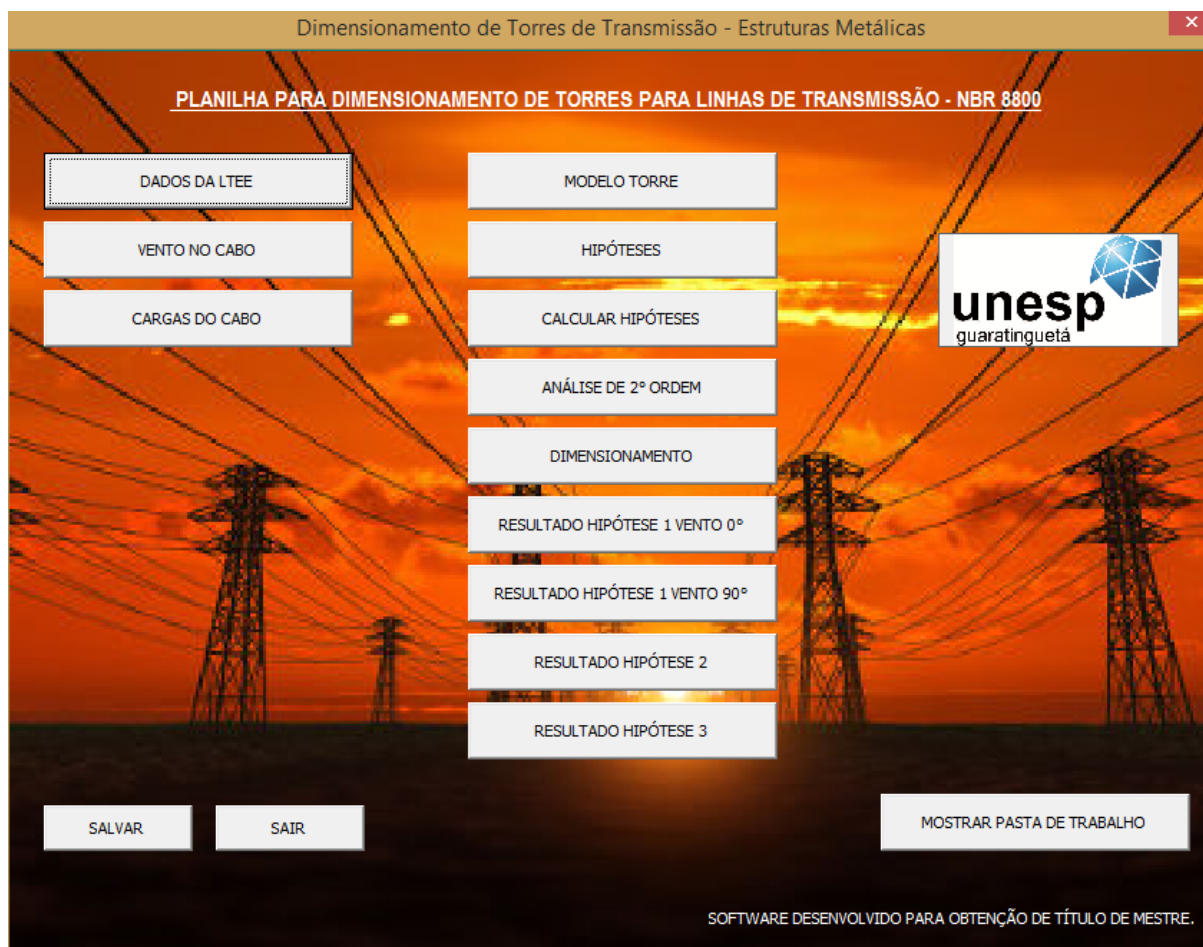 Dimensionamento de Torres de Transmissão - Estruturas Metálicas
PLANILHA PARA DIMENSIONAMENTO DE TORRES PARA LINHAS DE TRANSMISSÃO - NBR 8800
DADOS DA LTEE
VENTO NO CABO
CARGAS DO CABO
MODELO TORRE
HIPÓTESES
CALCULAR HIPÓTESES
ANÁLISE DE 2º ORDEM
DIMENSIONAMENTO
RESULTADO HIPÓTESE 1 VENTO 0º
RESULTADO HIPÓTESE 1 VENTO 90º
RESULTADO HIPÓTESE 2
RESULTADO HIPÓTESE 3
unesp
guaratinguetá
SALVAR
SAIR
MOSTRAR PASTA DE TRABALHO
SOFTWARE DESENVOLVIDO PARA OBTENÇÃO DE TÍTULO DE MESTRE.